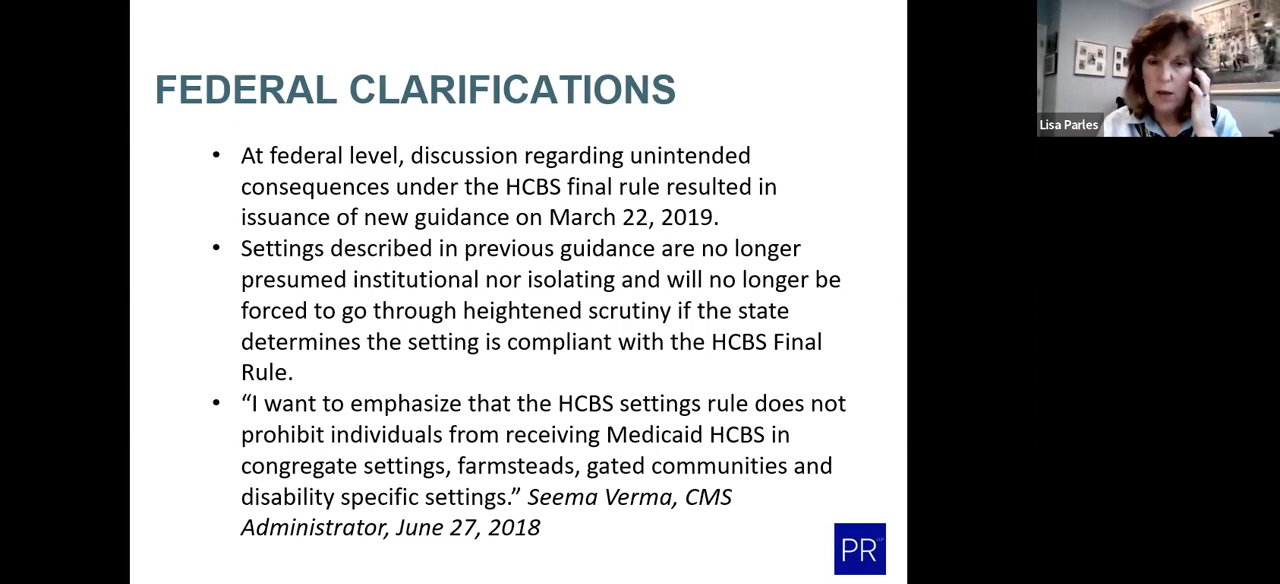 FEDERAL CLARIFICATIONS
• At federal level, discussion regarding unintended
consequences under the HCBS final rule resulted in
issuance of new guidance on March 22, 2019.
• Settings described in previous guidance are no longer
presumed institutional nor isolating and will no longer be
forced to go through heightened scrutiny if the state
determines the setting is compliant with the HCBS Final
Rule.
• “I want to emphasize that the HCBS settings rule does not
prohibit individuals from receiving Medicaid HCBS in
congregate settings, farmsteads, gated communities and
disability specific settings.” Seema Verma, CMS
Administrator, June 27, 2018
PR
Lisa Parles